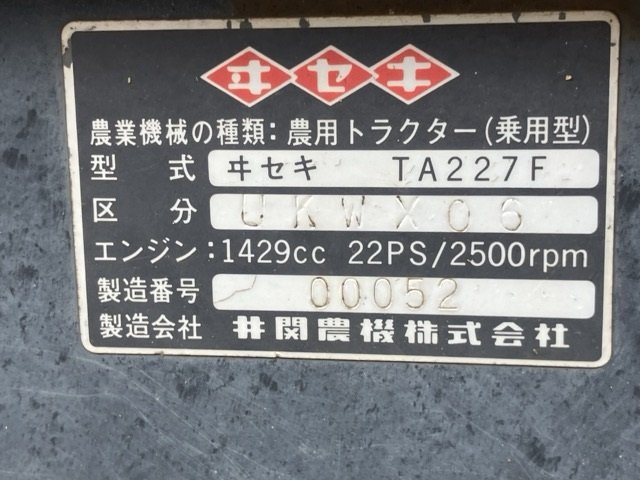 ヰセキ
農業機械の種類：農用トラクター（乗用型）
型式 ヰセキ TA227F
区分 UKWX06
エンジン：1429cc 22PS/2500rpm
製造番号 00052
製造会社 井関農機株式会社